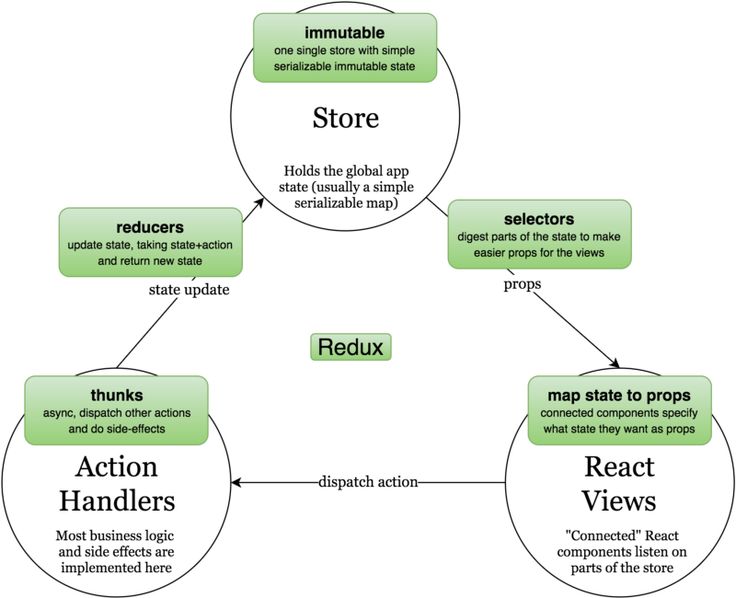 immutable
one single store with simple
serializable immutable state
Store
Holds the global app
state (usually a simple
serializable map)
reducers
update state, taking state+action
and return new state
state update
selectors
digest parts of the state to make
easier props for the views
props
Redux
thunks
async, dispatch other actions
and do side-effects
Action
Handlers
Most business logic
and side effects are
implemented here
dispatch action
map state to props
connected components specify
what state they want as props
React
Views
"Connected" React
components listen on
parts of the store